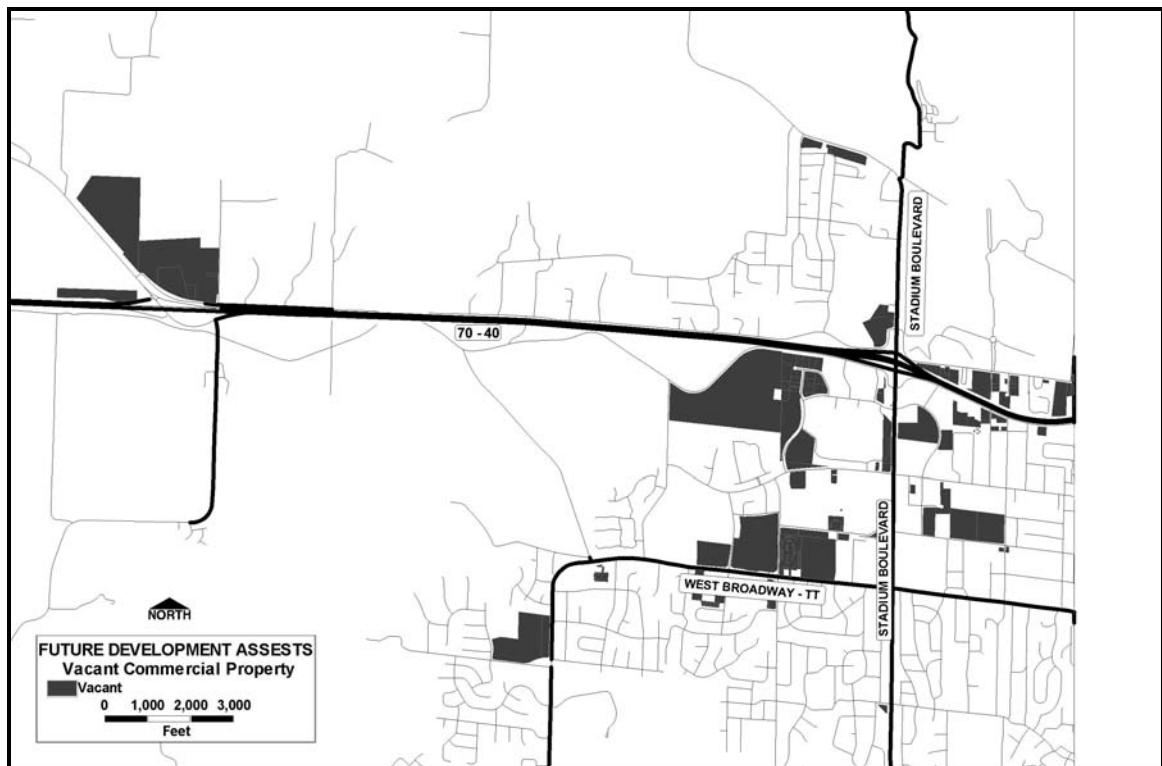 STADIUM BOULEVARD
70 - 40
STADIUM BOULEVARD
WEST BROADWAY - TT
NORTH
FUTURE DEVELOPMENT ASSESTS
Vacant Commercial Property
Vacant
0 1,000 2,000 3,000
Feet